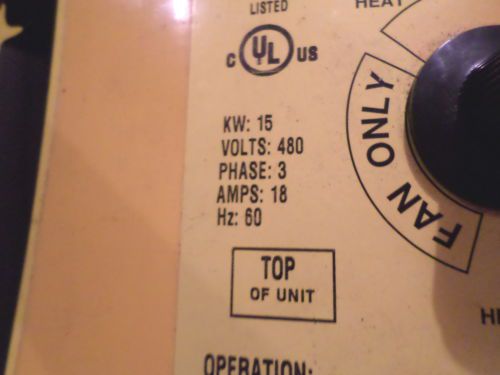 LISTED
HEAT
C UL US
KW: 15
VOLTS: 480
PHASE: 3
AMPS: 18
Hz: 60
FAN ONLY
TOP
OF UNIT
OPERATION: